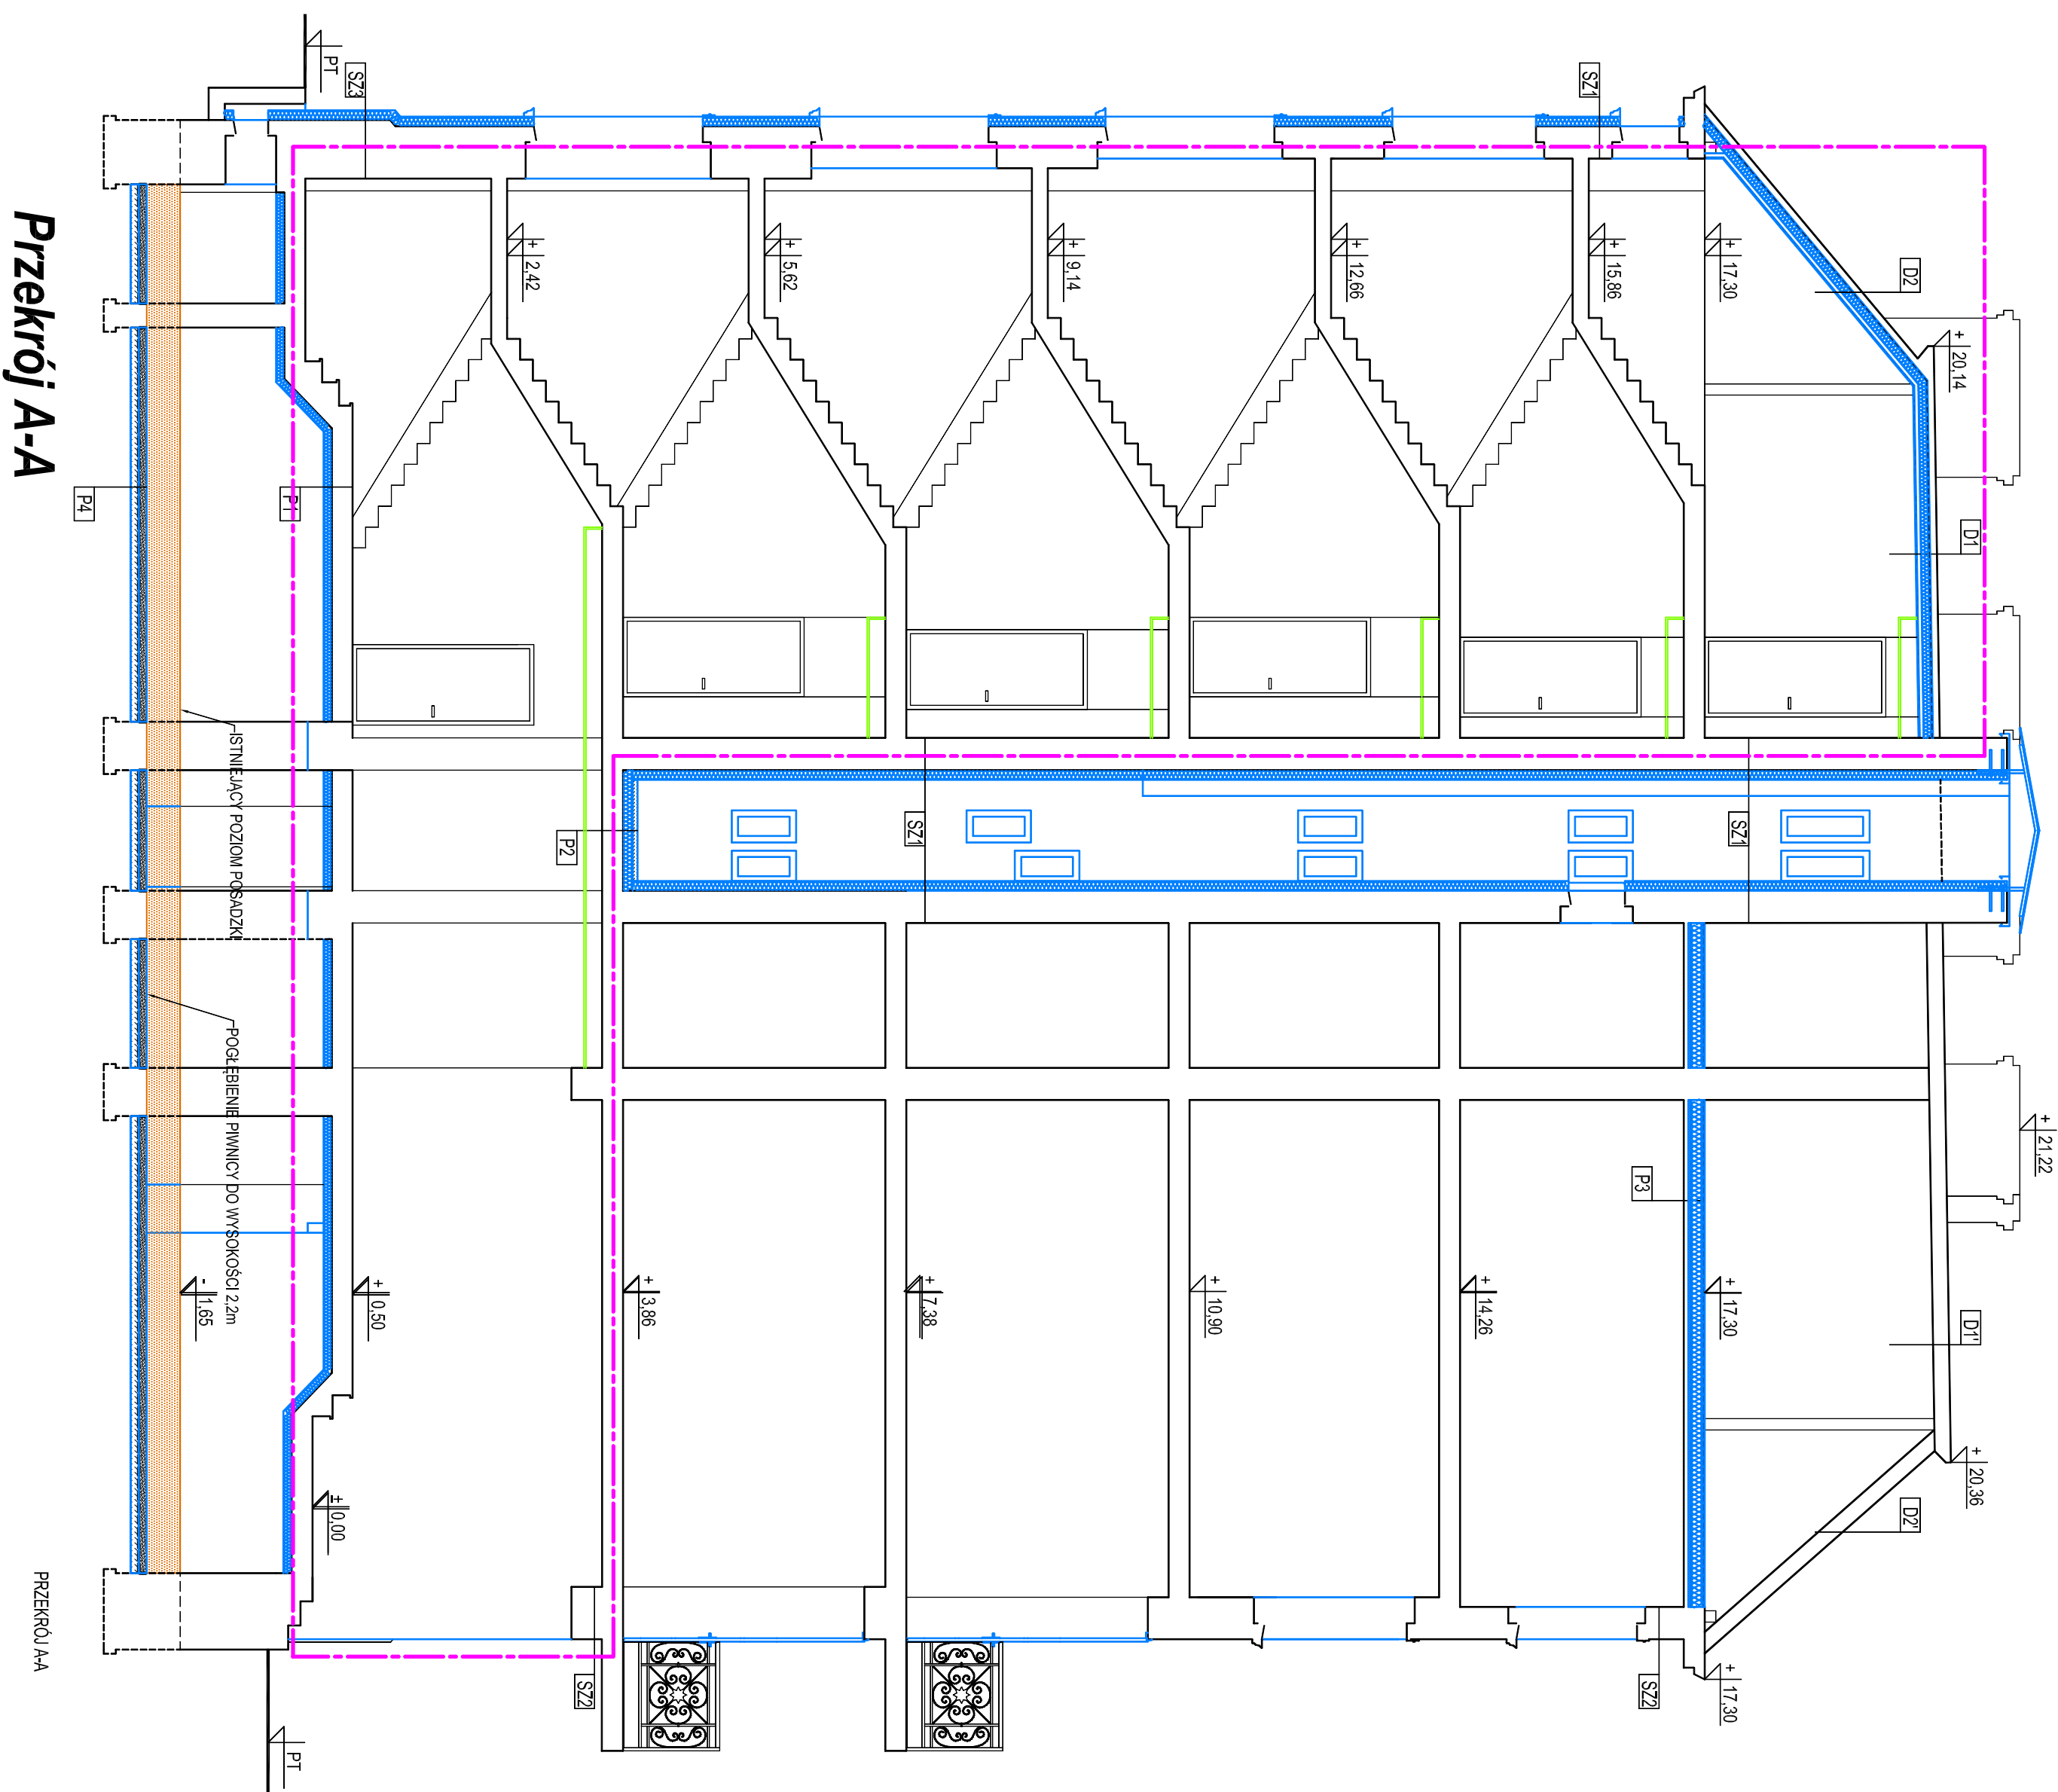 + 21,22
+ 20,14
+ 20,36
D1
D1'
D2
D2'
+ 17,30
+ 17,30
+ 17,30
SZ1
SZ1
P3
SZ2
+ 15,86
+ 14,26
+ 12,66
+ 10,90
+ 9,14
SZ1
+ 7,38
+ 5,62
+ 3,86
P2
SZ2
+ 2,42
SZ3
+ 0,50
± 0,00
PT
PT
P1
ISTNIEJĄCY POZIOM POSADZKI
POGŁĘBIENIE PIWNICY DO WYSOKOŚCI 2,2m
- 1,65
P4
Przekrój A-A
PRZEKRÓJ A-A